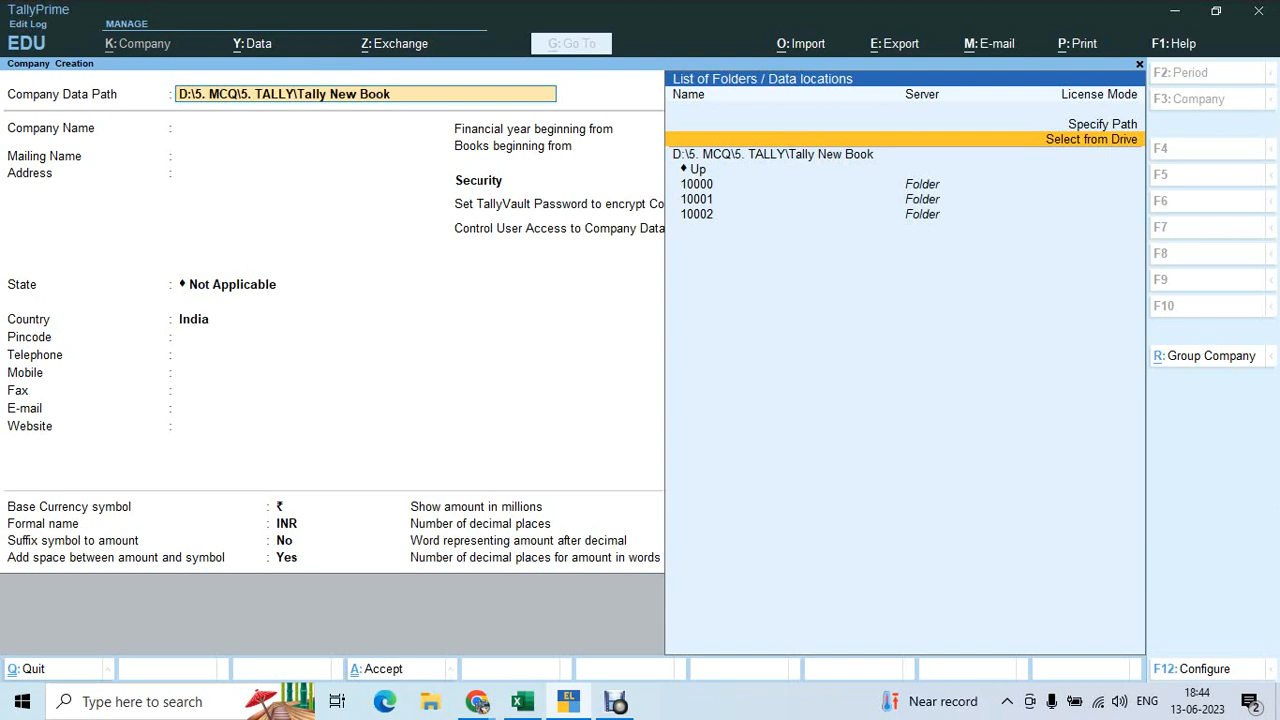 TallyPrime
Edit Log
EDU
MANAGE
K: Company
Y: Data
Z: Exchange
G: Go To
O: Import
E: Export
M: E-mail
P: Print
F1: Help
Company Creation
Company Data Path : D:\5. MCQ\5. TALLY\Tally New Book
Company Name :
Mailing Name :
Address :
State : ♦ Not Applicable
Country : India
Pincode :
Telephone :
Mobile :
Fax :
E-mail :
Website :
Financial year beginning from
Books beginning from
Security
Set TallyVault Password to encrypt Co
Control User Access to Company Data
Base Currency symbol : ₹
Formal name : INR
Suffix symbol to amount : No
Add space between amount and symbol : Yes
Show amount in millions
Number of decimal places
Word representing amount after decimal
Number of decimal places for amount in words
List of Folders / Data locations
Name Server License Mode
Specify Path
Select from Drive
D:\5. MCQ\5. TALLY\Tally New Book
♦ Up
10000 Folder
10001 Folder
10002 Folder
F2: Period
F3: Company
F4
F5
F6
F7
F8
F9
F10
R: Group Company
Q: Quit
A: Accept
F12: Configure
Type here to search
EL
Near record
ENG
18:44
13-06-2023
2